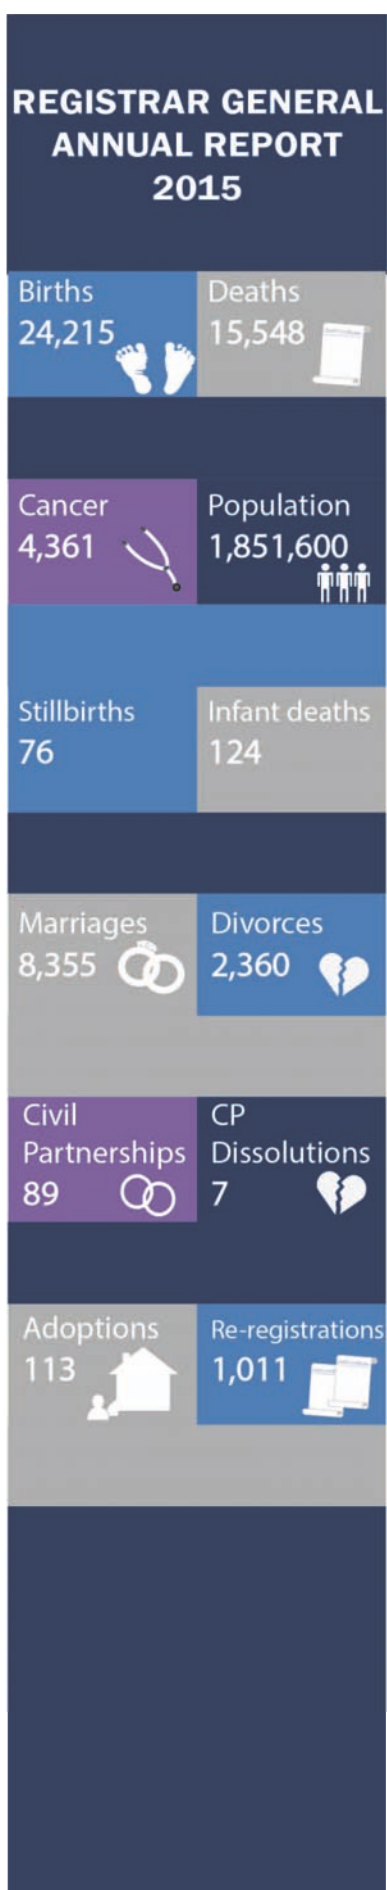 REGISTRAR GENERAL
ANNUAL REPORT
2015
Births
24,215
Deaths
15,548
Cancer
4,361
Population
1,851,600
Stillbirths
76
Infant deaths
124
Marriages
8,355
Divorces
2,360
Civil
Partnerships
89
CP
Dissolutions
7
Adoptions
113
Re-registrations
1,011